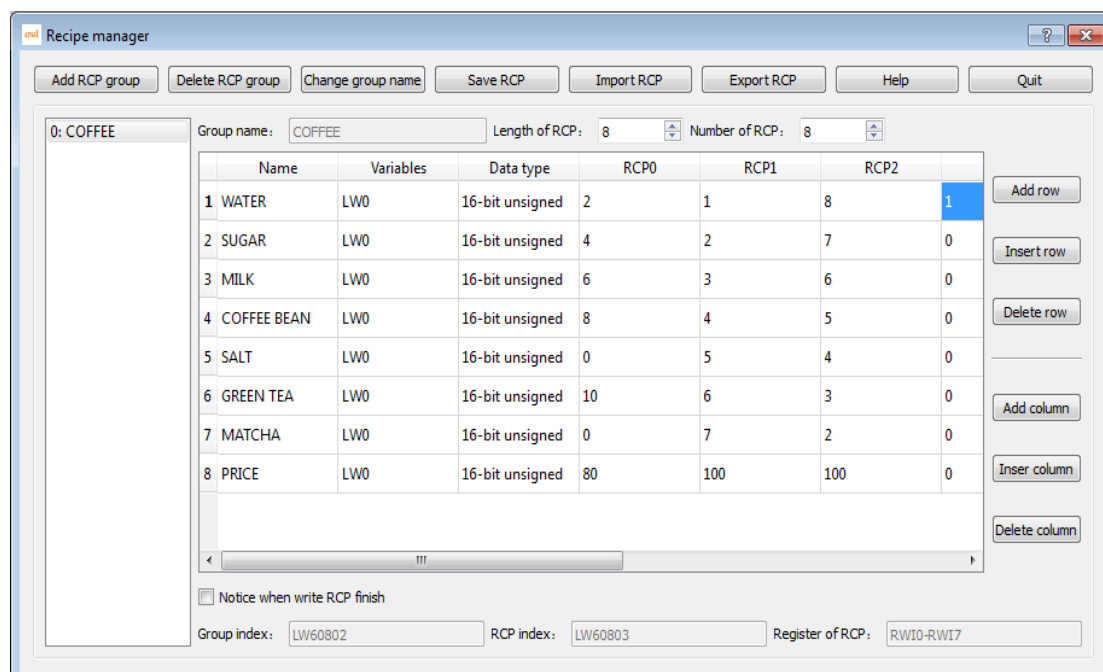 Recipe manager
Add RCP group Delete RCP group Change group name Save RCP Import RCP Export RCP Help Quit
0: COFFEE
Group name: COFFEE Length of RCP: 8 Number of RCP: 8
Name Variables Data type RCP0 RCP1 RCP2
1 WATER LW0 16-bit unsigned 2 1 8 1
2 SUGAR LW0 16-bit unsigned 4 2 7 0
3 MILK LW0 16-bit unsigned 6 3 6 0
4 COFFEE BEAN LW0 16-bit unsigned 8 4 5 0
5 SALT LW0 16-bit unsigned 0 5 4 0
6 GREEN TEA LW0 16-bit unsigned 10 6 3 0
7 MATCHA LW0 16-bit unsigned 0 7 2 0
8 PRICE LW0 16-bit unsigned 80 100 100 0
Add row
Insert row
Delete row
Add column
Inser column
Delete column
Notice when write RCP finish
Group index: LW60802 RCP index: LW60803 Register of RCP: RWI0-RWI7